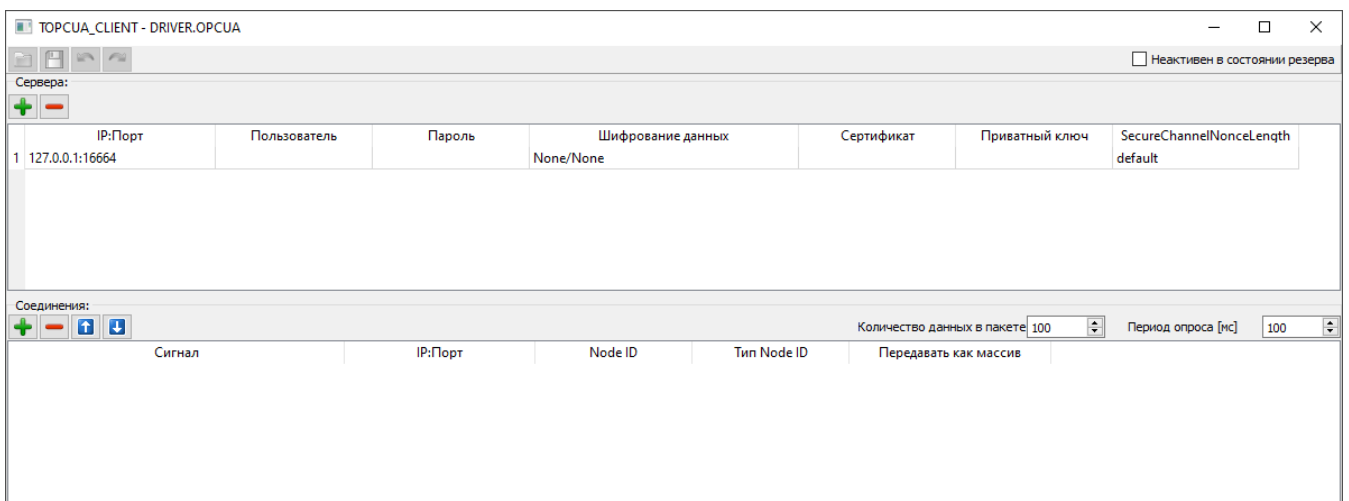 TOPCUA_CLIENT - DRIVER.OPCUA
Неактивен в состоянии резерва
Сервера:
IP:Порт Пользователь Пароль Шифрование данных Сертификат Приватный ключ SecureChannelNonceLength
1 127.0.0.1:16664 None/None default
Соединения:
Количество данных в пакете 100 Период опроса [мс] 100
Сигнал IP:Порт Node ID Тип Node ID Передавать как массив